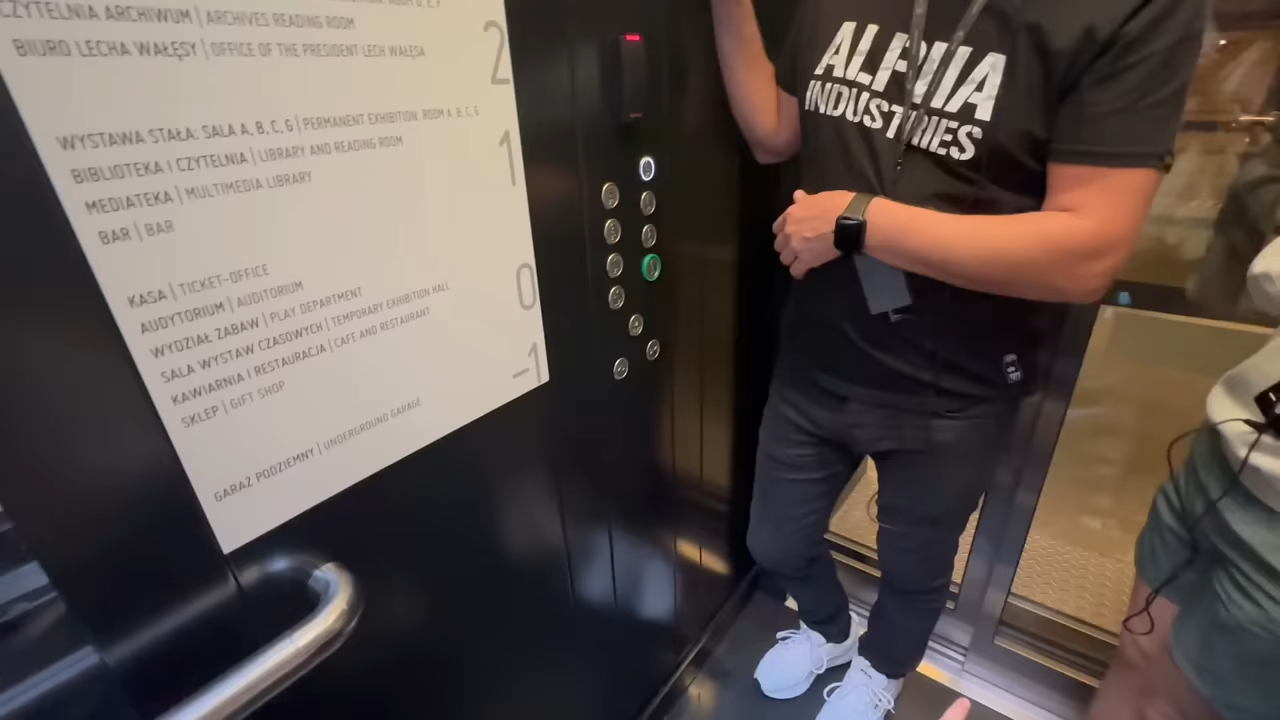 CZYTELNIA ARCHIWUM | ARCHIVES READING ROOM
BIURO LECHA WAŁĘSY | OFFICE OF THE PRESIDENT LECH WAŁĘSA
2
WYSTAWA STAŁA: SALA A, B, C, G | PERMANENT EXHIBITION: ROOM A, B, C, G
BIBLIOTEKA I CZYTELNIA | LIBRARY AND READING ROOM
MEDIATEKA | MULTIMEDIA LIBRARY
BAR | BAR
1
KASA | TICKET-OFFICE
AUDYTORIUM | AUDITORIUM
WYDZIAŁ ZABAW | PLAY DEPARTMENT
SALA WYSTAW CZASOWYCH | TEMPORARY EXHIBITION HALL
KAWIARNIA I RESTAURACJA | CAFE AND RESTAURANT
SKLEP | GIFT SHOP
0
GARAŻ PODZIEMNY | UNDERGROUND GARAGE
-1
ALPHA
INDUSTRIES